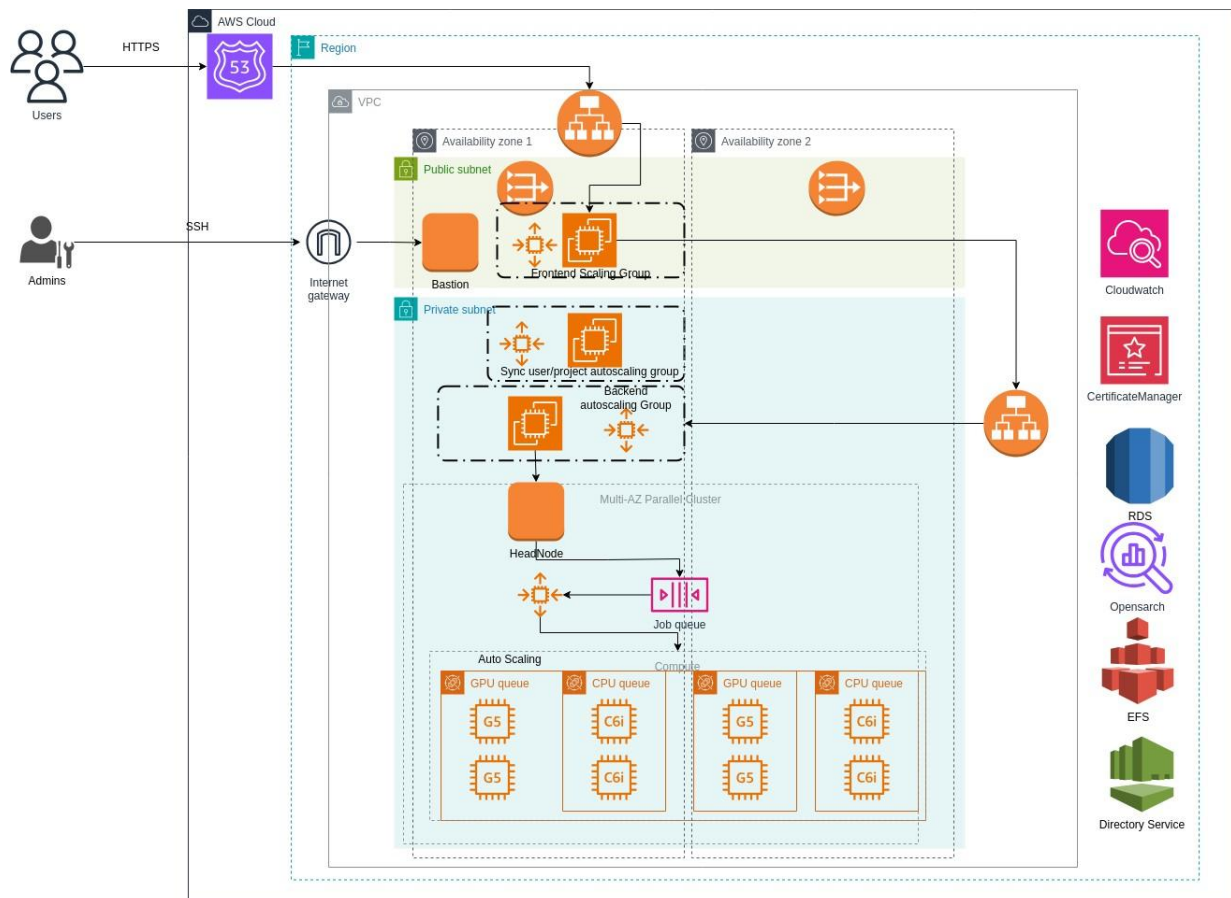 AWS Cloud
HTTPS
53
Region
Users
VPC
Availability zone 1
Availability zone 2
Public subnet
SSH
Admins
Internet
gateway
Bastion
Frontend Scaling Group
Cloudwatch
Private subnet
Sync user/project autoscaling group
Backend
autoscaling Group
CertificateManager
Multi-AZ Parallel Cluster
RDS
HeadNode
Job queue
Opensarch
Auto Scaling
Compute
GPU queue
CPU queue
GPU queue
CPU queue
G5
C6i
G5
C6i
EFS
G5
C6i
G5
C6i
Directory Service